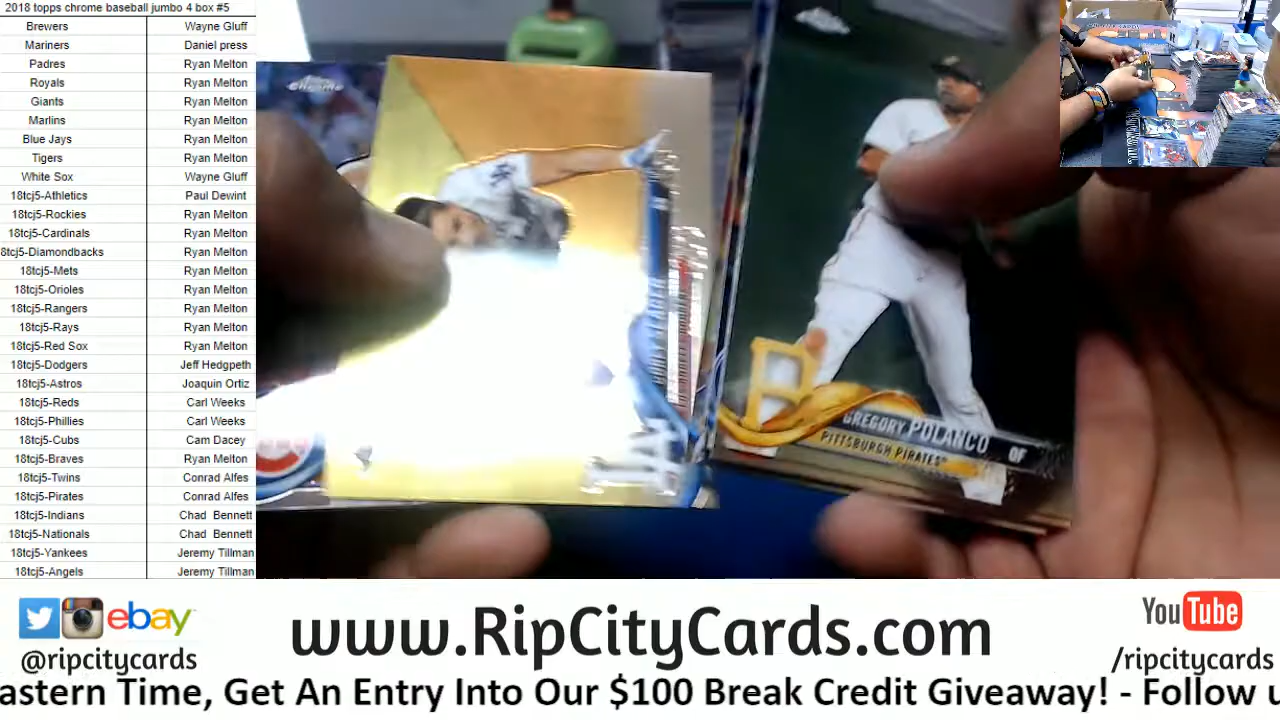 2018 topps chrome baseball jumbo 4 box #5
Brewers Wayne Gluff
Mariners Daniel press
Padres Ryan Melton
Royals Ryan Melton
Giants Ryan Melton
Marlins Ryan Melton
Blue Jays Ryan Melton
Tigers Ryan Melton
White Sox Wayne Gluff
18tcj5-Athletics Paul Dewint
18tcj5-Rockies Ryan Melton
18tcj5-Cardinals Ryan Melton
8tcj5-Diamondbacks Ryan Melton
18tcj5-Mets Ryan Melton
18tcj5-Orioles Ryan Melton
18tcj5-Rangers Ryan Melton
18tcj5-Rays Ryan Melton
18tcj5-Red Sox Ryan Melton
18tcj5-Dodgers Jeff Hedgpeth
18tcj5-Astros Joaquin Ortiz
18tcj5-Reds Carl Weeks
18tcj5-Phillies Carl Weeks
18tcj5-Cubs Cam Dacey
18tcj5-Braves Ryan Melton
18tcj5-Twins Conrad Alfes
18tcj5-Pirates Conrad Alfes
18tcj5-Indians Chad Bennett
18tcj5-Nationals Chad Bennett
18tcj5-Yankees Jeremy Tillman
18tcj5-Angels Jeremy Tillman
Chrome
P
GREGORY POLANCO OF
PITTSBURGH PIRATES
ebay
@ripcitycards
www.RipCityCards.com
YouTube
/ripcitycards
astern Time, Get An Entry Into Our $100 Break Credit Giveaway! - Follow u